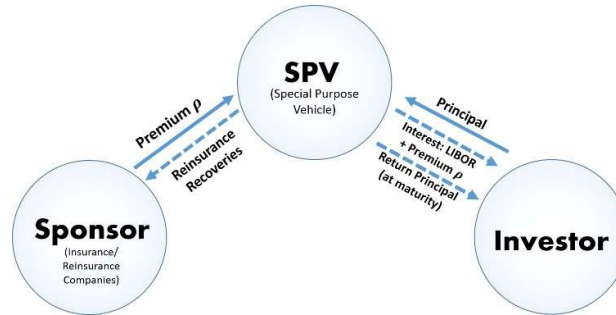 SPV
(Special Purpose
Vehicle)
Premium ρ
Reinsurance
Recoveries
Principal
Interest: LIBOR
+ Premium ρ
Return Principal
(at maturity)
Sponsor
(Insurance/
Reinsurance
Companies)
Investor